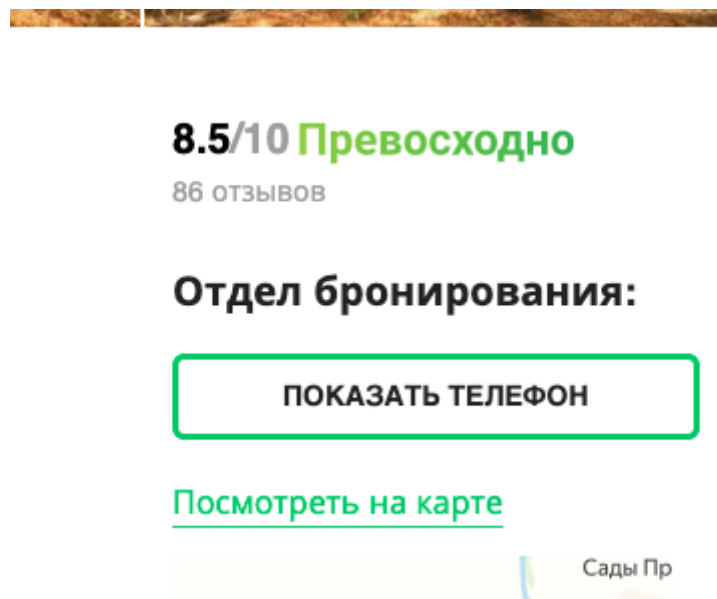 8.5/10 Превосходно
86 отзывов
Отдел бронирования:
ПОКАЗАТЬ ТЕЛЕФОН
Посмотреть на карте
Сады Пр